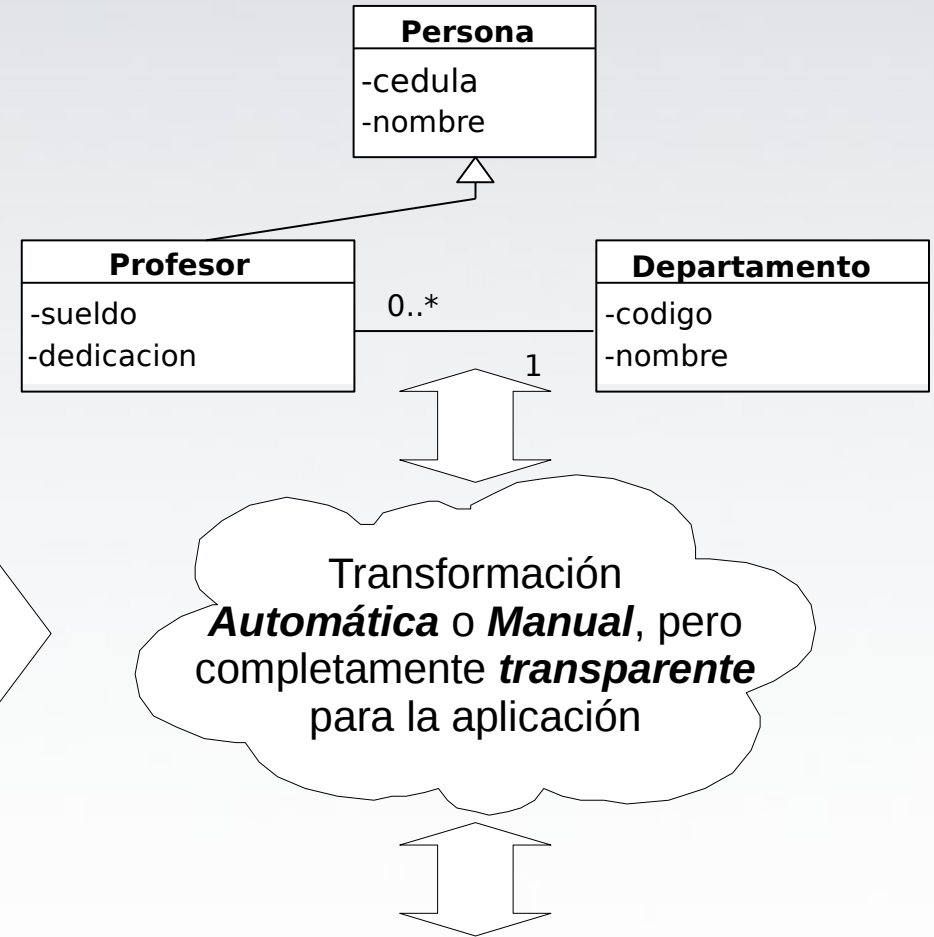 Persona
-cedula
-nombre
Profesor
-sueldo
-dedicacion
0..*
1
Departamento
-codigo
-nombre
Transformación
Automática o Manual, pero
completamente transparente
para la aplicación